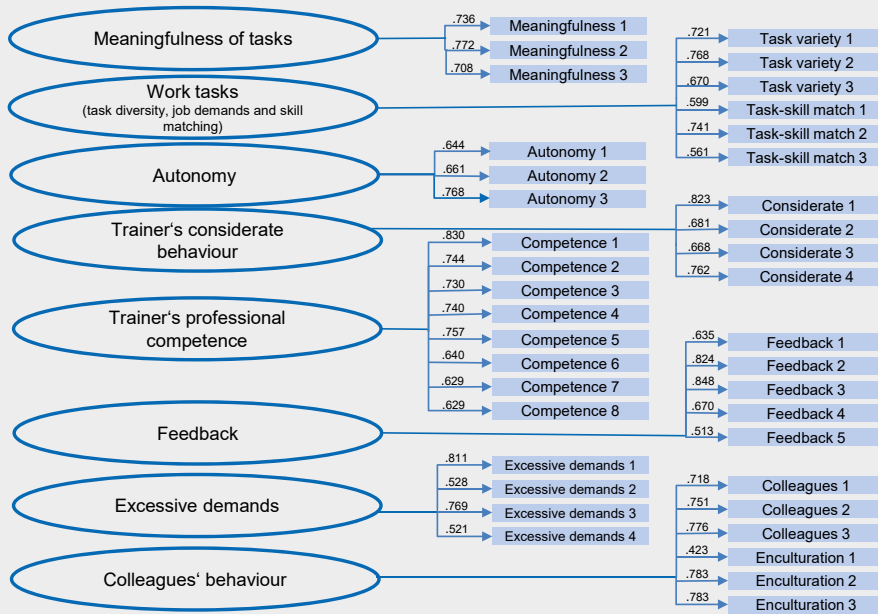 Meaningfulness of tasks
.736
Meaningfulness 1
.772
Meaningfulness 2
.708
Meaningfulness 3
Work tasks
(task diversity, job demands and skill
matching)
.721
Task variety 1
.768
Task variety 2
.670
Task variety 3
.599
Task-skill match 1
.741
Task-skill match 2
.561
Task-skill match 3
Autonomy
.644
Autonomy 1
.661
Autonomy 2
.768
Autonomy 3
Trainer‘s considerate
behaviour
.823
Considerate 1
.681
Considerate 2
.668
Considerate 3
.762
Considerate 4
Trainer‘s professional
competence
.830
Competence 1
.744
Competence 2
.730
Competence 3
.740
Competence 4
.757
Competence 5
.640
Competence 6
.629
Competence 7
.629
Competence 8
Feedback
.635
Feedback 1
.824
Feedback 2
.848
Feedback 3
.670
Feedback 4
.513
Feedback 5
Excessive demands
.811
Excessive demands 1
.528
Excessive demands 2
.769
Excessive demands 3
.521
Excessive demands 4
Colleagues‘ behaviour
.718
Colleagues 1
.751
Colleagues 2
.776
Colleagues 3
.423
Enculturation 1
.783
Enculturation 2
.783
Enculturation 3